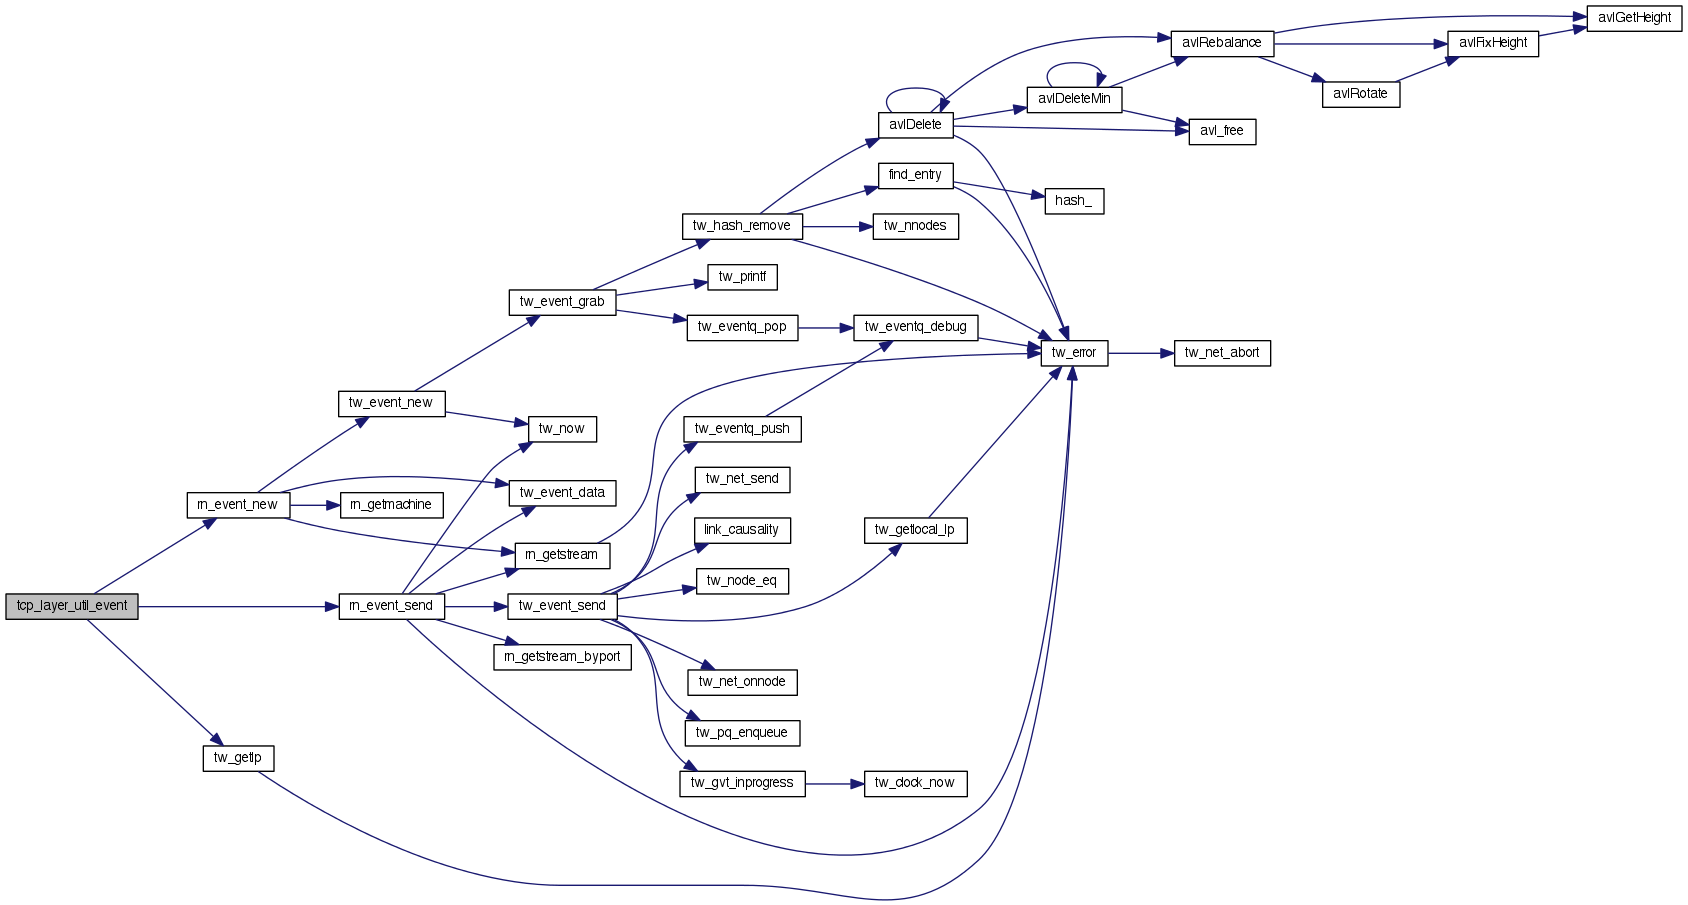 avlGetHeight
avlRebalance
avlFixHeight
avlRotate
avlDeleteMin
avlDelete
avl_free
find_entry
hash_
tw_hash_remove
tw_nnodes
tw_printf
tw_event_grab
tw_eventq_pop
tw_eventq_debug
tw_error
tw_net_abort
tw_event_new
tw_now
tw_eventq_push
tw_net_send
tw_event_data
rn_event_new
rn_getmachine
link_causality
tw_getlocal_lp
rn_getstream
tw_node_eq
tcp_layer_util_event
rn_event_send
tw_event_send
rn_getstream_byport
tw_net_onnode
tw_pq_enqueue
tw_getlp
tw_gvt_inprogress
tw_clock_now